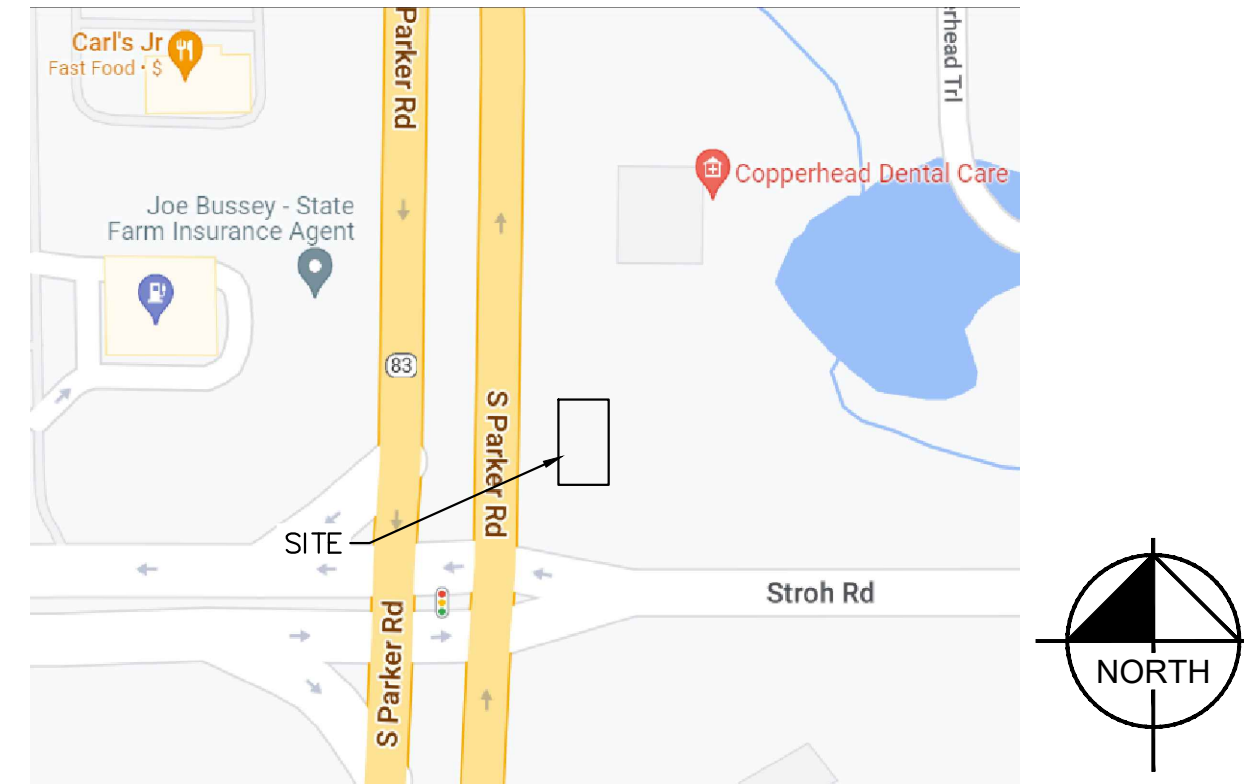 Carl's Jr
Fast Food • $
Parker Rd
rhead Trl
Copperhead Dental Care
Joe Bussey - State
Farm Insurance Agent
83
S Parker Rd
SITE
Stroh Rd
S Parker Rd
NORTH